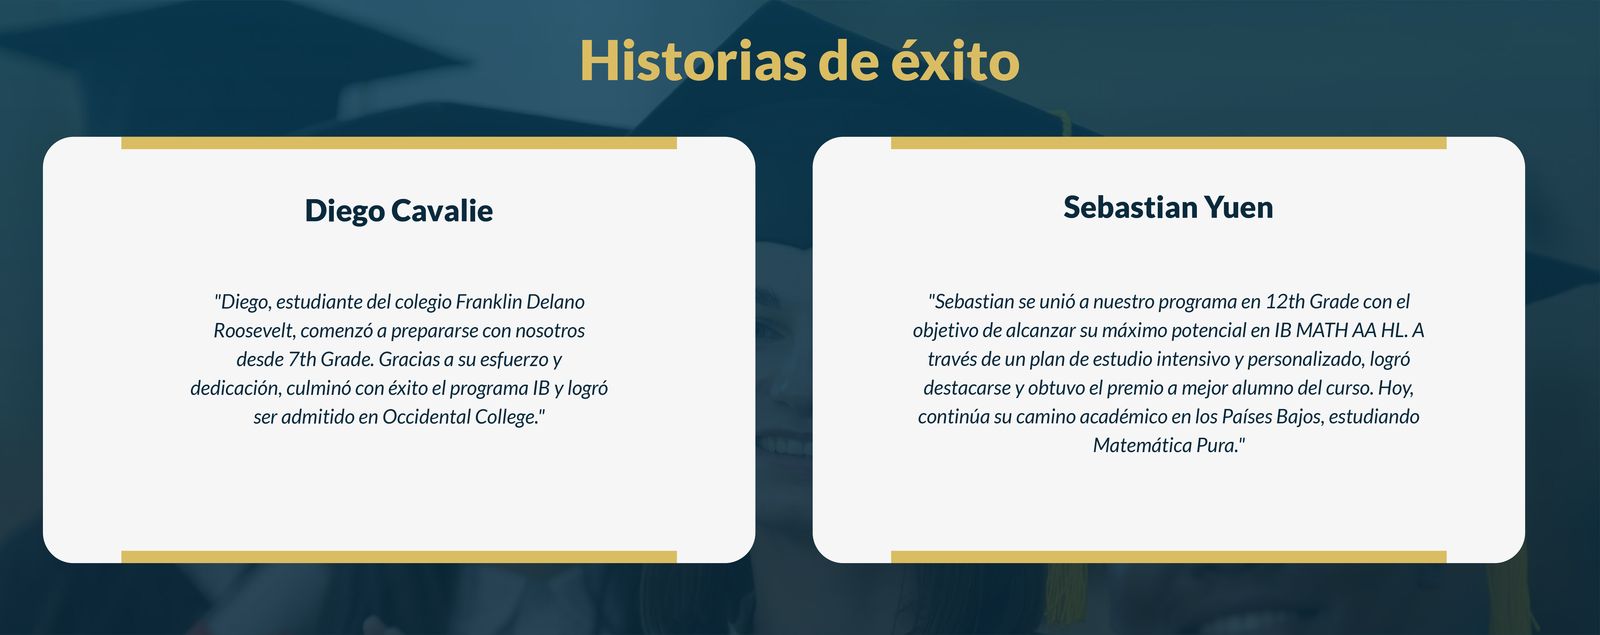 Historias de éxito
Diego Cavalie
"Diego, estudiante del colegio Franklin Delano
Roosevelt, comenzó a prepararse con nosotros
desde 7th Grade. Gracias a su esfuerzo y
dedicación, culminó con éxito el programa IB y logró
ser admitido en Occidental College."
Sebastian Yuen
"Sebastian se unió a nuestro programa en 12th Grade con el
objetivo de alcanzar su máximo potencial en IB MATH AA HL. A
través de un plan de estudio intensivo y personalizado, logró
destacarse y obtuvo el premio a mejor alumno del curso. Hoy,
continúa su camino académico en los Países Bajos, estudiando
Matemática Pura."